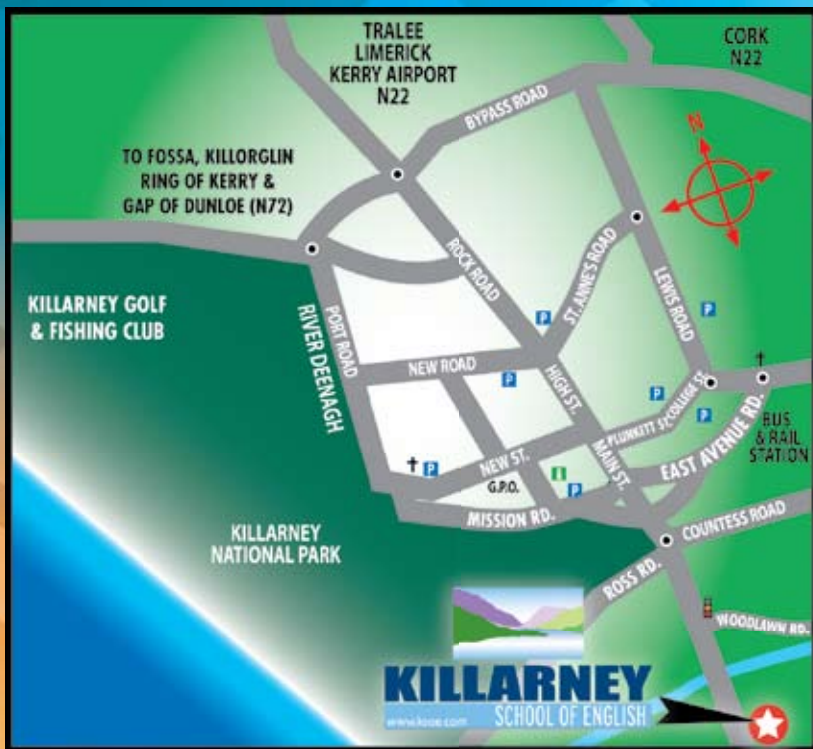 TRALEE
LIMERICK
KERRY AIRPORT
N22
CORK
N22
BYPASS ROAD
N
TO FOSSA, KILLORGLIN
RING OF KERRY &
GAP OF DUNLOE (N72)
ROCK ROAD
ST. ANNE'S ROAD
LEWIS ROAD
KILLARNEY GOLF
& FISHING CLUB
RIVER DEENAGH
PORT ROAD
P
P
NEW ROAD
P
HIGH ST.
P
COLLEGE ST.
P
PLUNKETT ST.
EAST AVENUE RD.
BUS
& RAIL
STATION
MAIN ST.
NEW ST.
P
i
P
G.P.O.
MISSION RD.
KILLARNEY
NATIONAL PARK
COUNTESS ROAD
ROSS RD.
WOODLAWN RD.
KILLARNEY
www.ksoe.com
SCHOOL OF ENGLISH